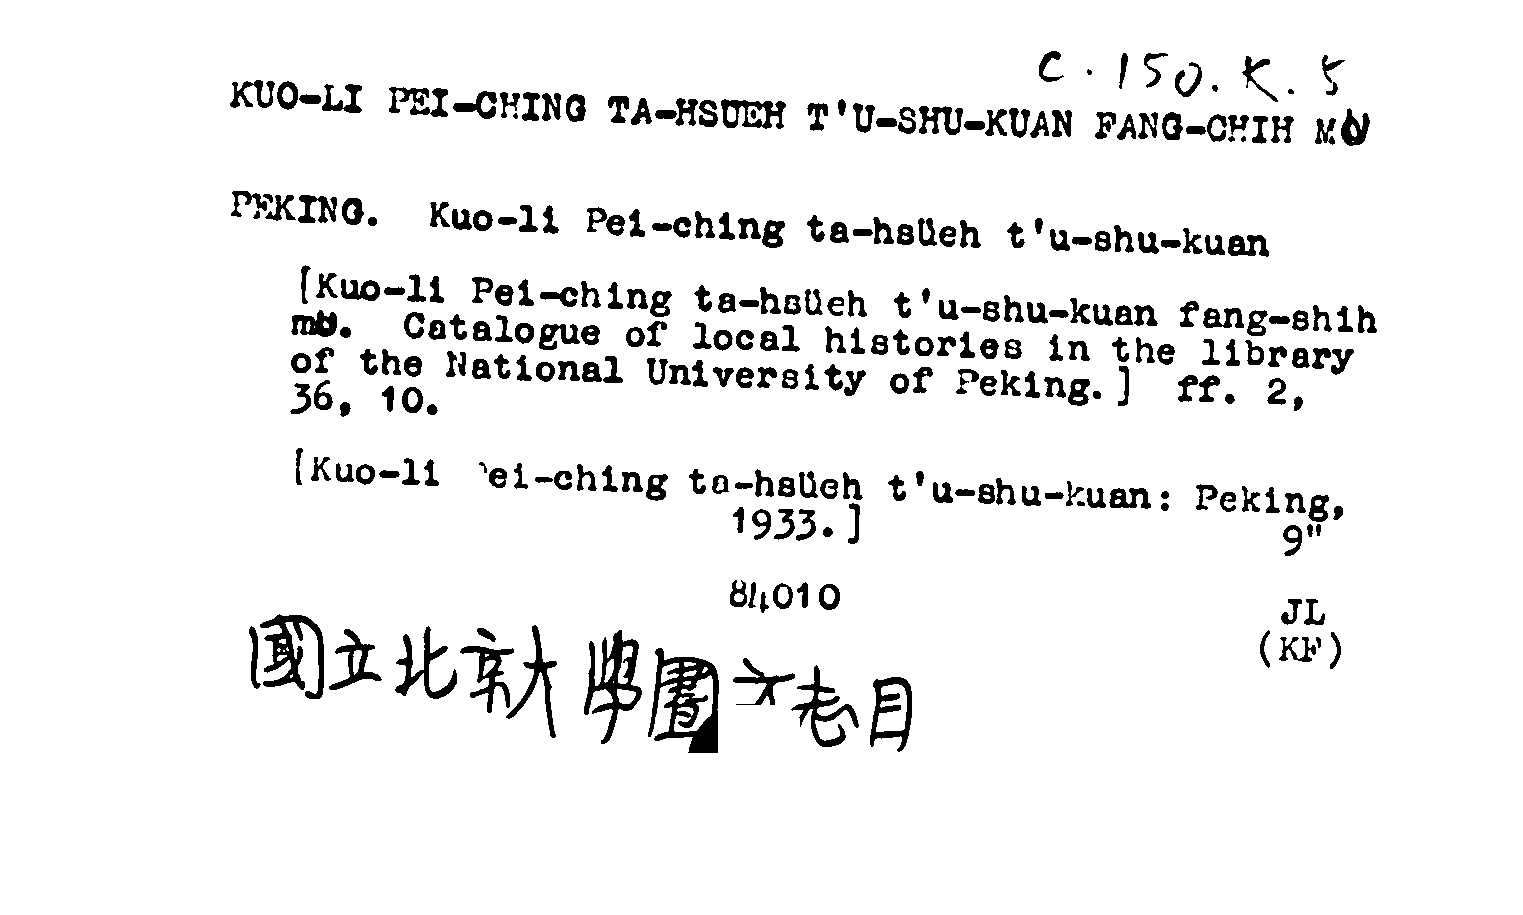 C.150.K.5
KUO-LI PEI-CHING TA-HSUEH T'U-SHU-KUAN FANG-CHIH MU
PEKING. Kuo-li Pei-ching ta-hsüeh t'u-shu-kuan
[Kuo-li Pei-ching ta-hsüeh t'u-shu-kuan fang-shih
mu. Catalogue of local histories in the library
of the National University of Peking.] ff. 2,
36, 10.
[Kuo-li Pei-ching ta-hsüeh t'u-shu-kuan: Peking,
1933.] 9"
84010 JL
(KF)
國立北京大學圕方志目